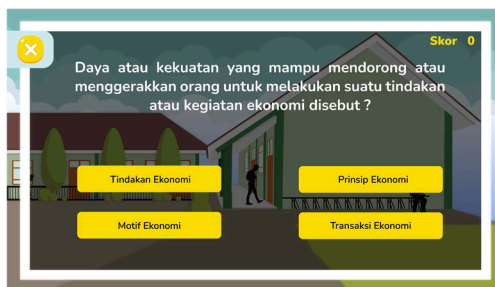 Skor 0
Daya atau kekuatan yang mampu mendorong atau
menggerakkan orang untuk melakukan suatu tindakan
atau kegiatan ekonomi disebut ?
Tindakan Ekonomi
Prinsip Ekonomi
Motif Ekonomi
Transaksi Ekonomi